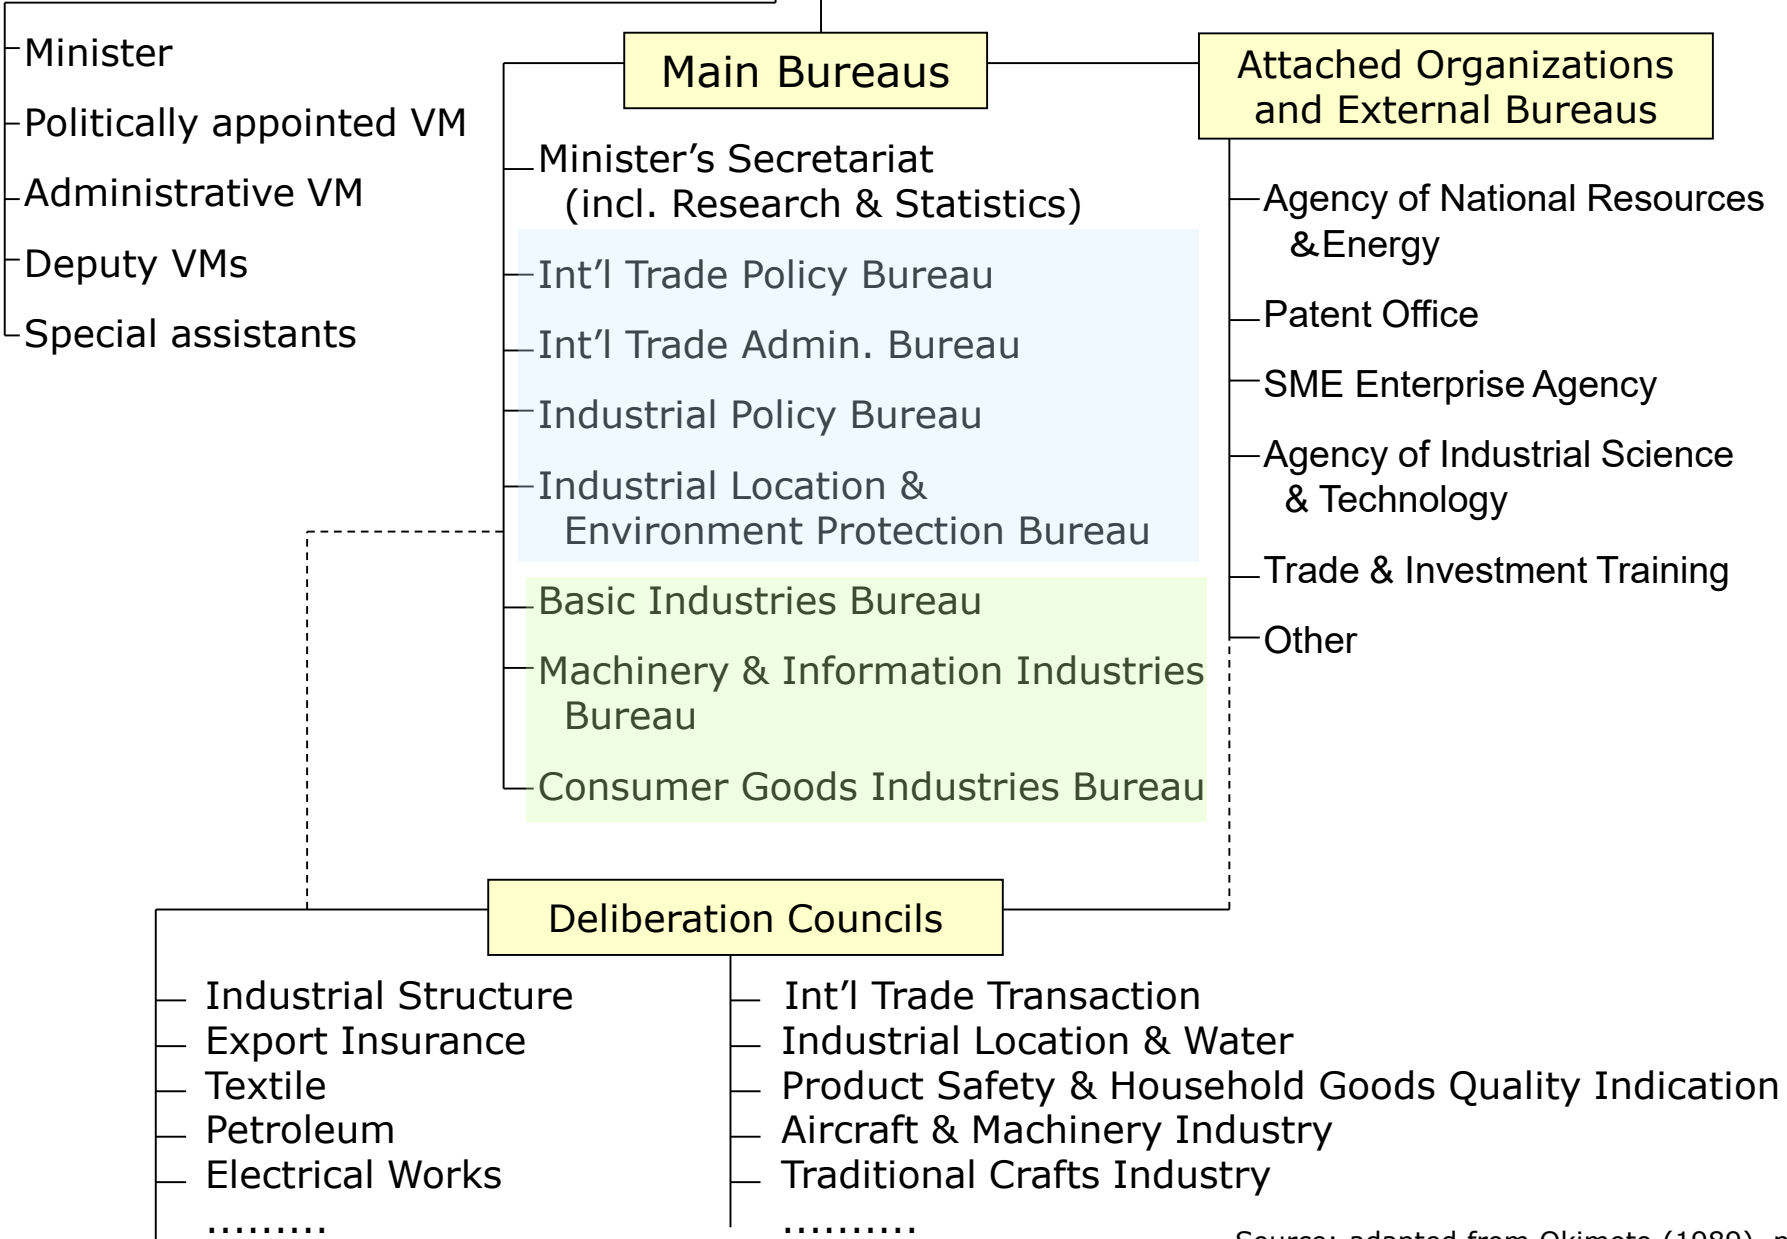 Minister
Politically appointed VM
Administrative VM
Deputy VMs
Special assistants
Main Bureaus
Minister’s Secretariat
(incl. Research & Statistics)
Int’l Trade Policy Bureau
Int’l Trade Admin. Bureau
Industrial Policy Bureau
Industrial Location &
Environment Protection Bureau
Basic Industries Bureau
Machinery & Information Industries
Bureau
Consumer Goods Industries Bureau
Attached Organizations
and External Bureaus
Agency of National Resources
&Energy
Patent Office
SME Enterprise Agency
Agency of Industrial Science
& Technology
Trade & Investment Training
Other
Deliberation Councils
Industrial Structure
Export Insurance
Textile
Petroleum
Electrical Works
.........
Int’l Trade Transaction
Industrial Location & Water
Product Safety & Household Goods Quality Indication
Aircraft & Machinery Industry
Traditional Crafts Industry
..........
Source: adapted from Okimoto (1989),